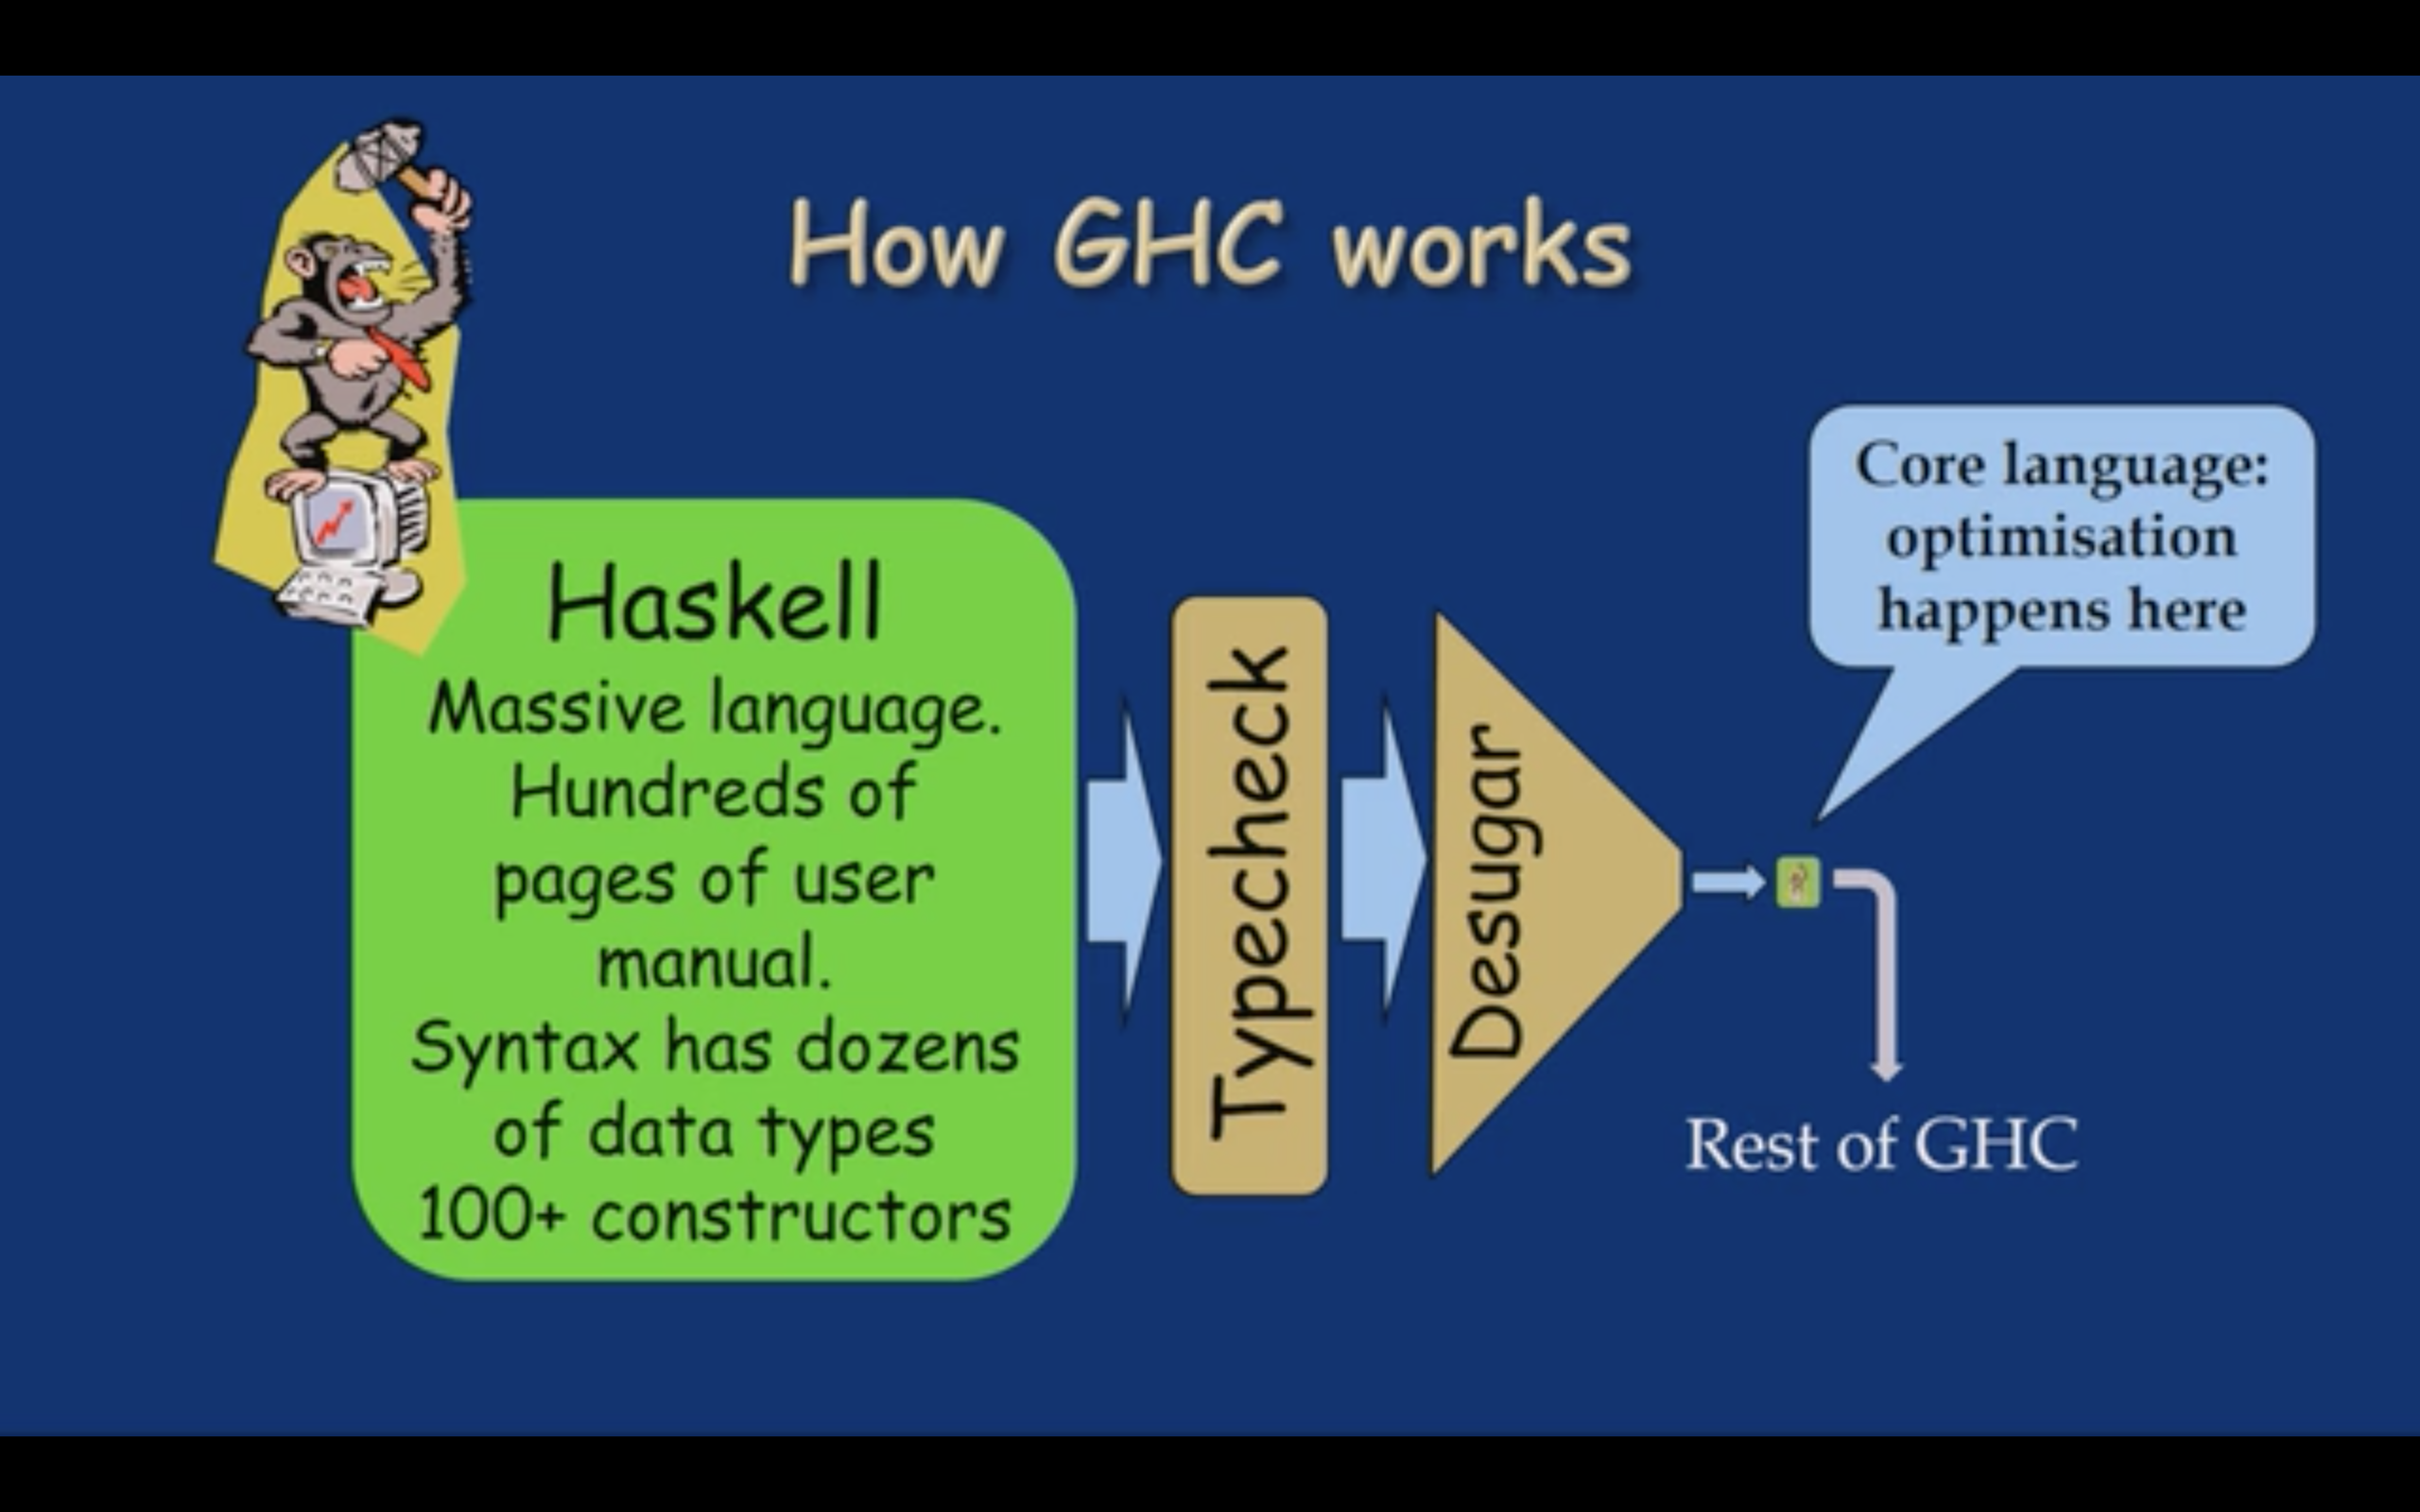 How GHC works
Haskell
Massive language.
Hundreds of
pages of user
manual.
Syntax has dozens
of data types
100+ constructors
Typecheck
Desugar
Core language:
optimisation
happens here
Rest of GHC